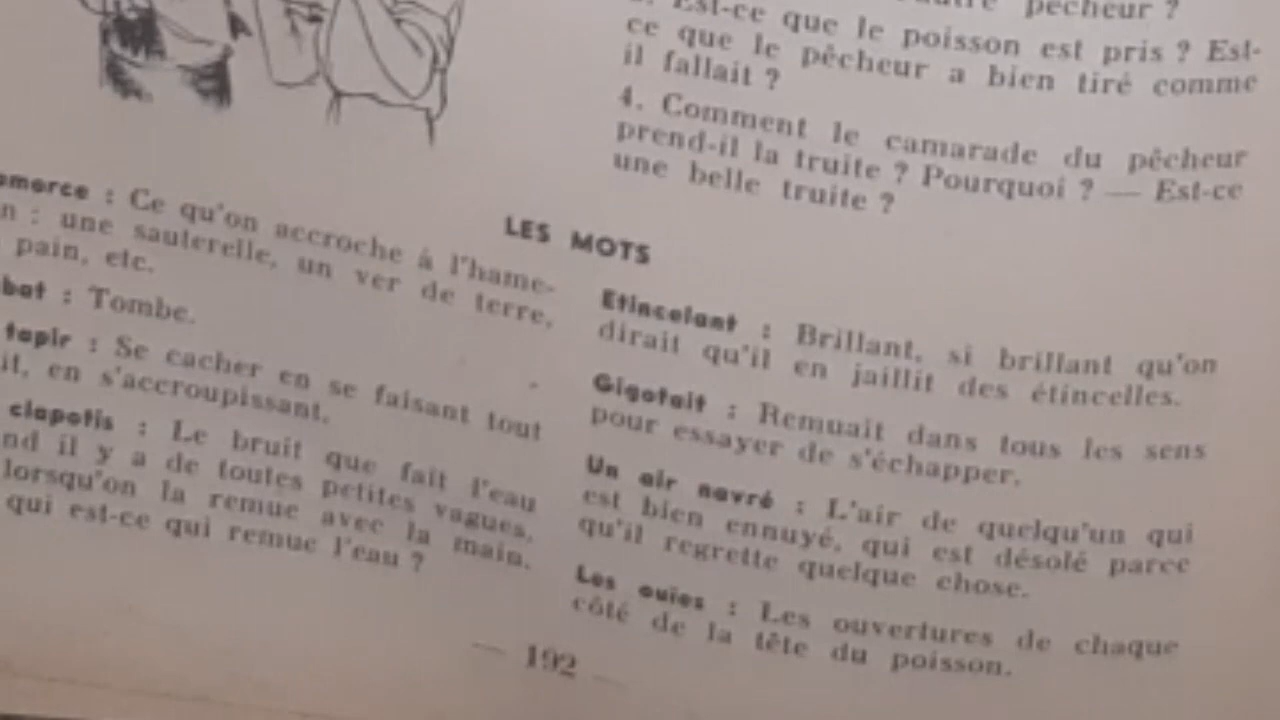 pêcheur ?
Est-ce que le poisson est pris ? Est-
ce que le pêcheur a bien tiré comme
il fallait ?
4. Comment le camarade du pêcheur
prend-il la truite ? Pourquoi ? — Est-ce
une belle truite ?
LES MOTS
amorce : Ce qu'on accroche à l'hame-
n : une sauterelle, un ver de terre,
pain, etc.
bat : Tombe.
tapir : Se cacher en se faisant tout
it, en s'accroupissant.
clapotis : Le bruit que fait l'eau
nd il y a de toutes petites vagues,
lorsqu'on la remue avec la main.
qui est-ce qui remue l'eau ?
Etincelant : Brillant, si brillant qu'on
dirait qu'il en jaillit des étincelles.
Gigotait : Remuait dans tous les sens
pour essayer de s'échapper.
Un air navré : L'air de quelqu'un qui
est bien ennuyé, qui est désolé parce
qu'il regrette quelque chose.
Les ouïes : Les ouvertures de chaque
côté de la tête du poisson.
— 192 —